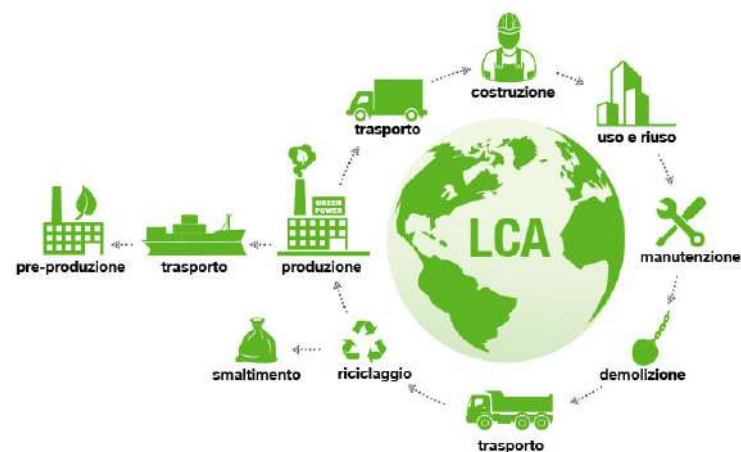 costruzione
trasporto
uso e riuso
GREEN
POWER
LCA
pre-produzione
trasporto
produzione
manutenzione
smaltimento
riciclaggio
demolizione
trasporto